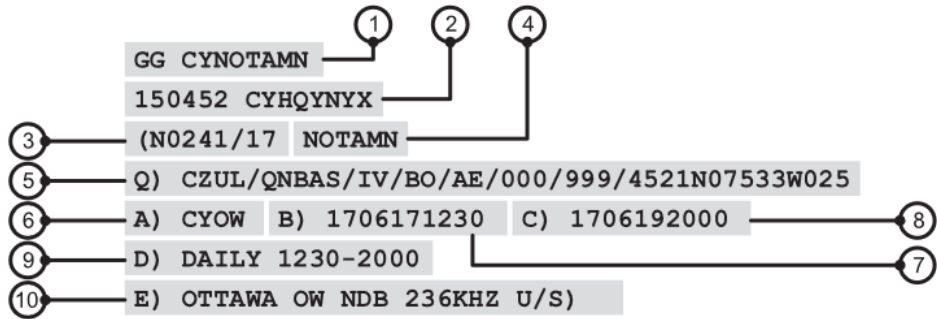 1 2 4
GG CYNOTAMN
150452 CYHQYNYX
3 (N0241/17 NOTAMN
5 Q) CZUL/QNBAS/IV/BO/AE/000/999/4521N07533W025
6 A) CYOW B) 1706171230 C) 1706192000 8
9 D) DAILY 1230-2000 7
10 E) OTTAWA OW NDB 236KHZ U/S)